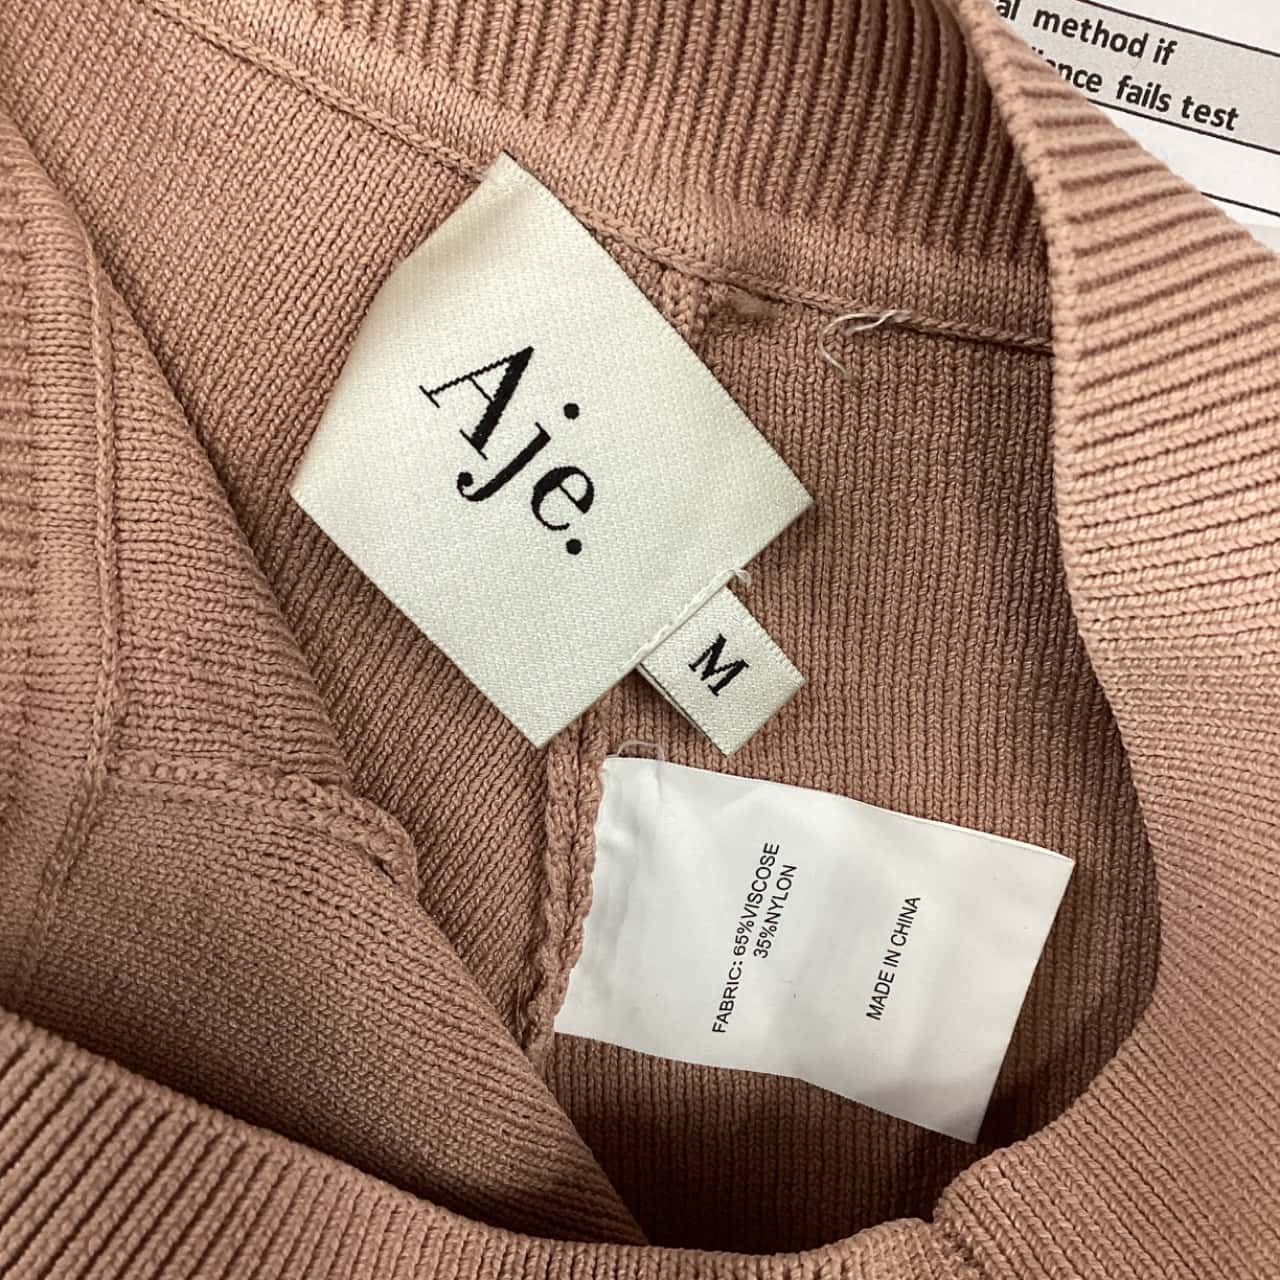 method if
fails test
Aje.
M
FABRIC: 65%VISCOSE
35%NYLON
MADE IN CHINA